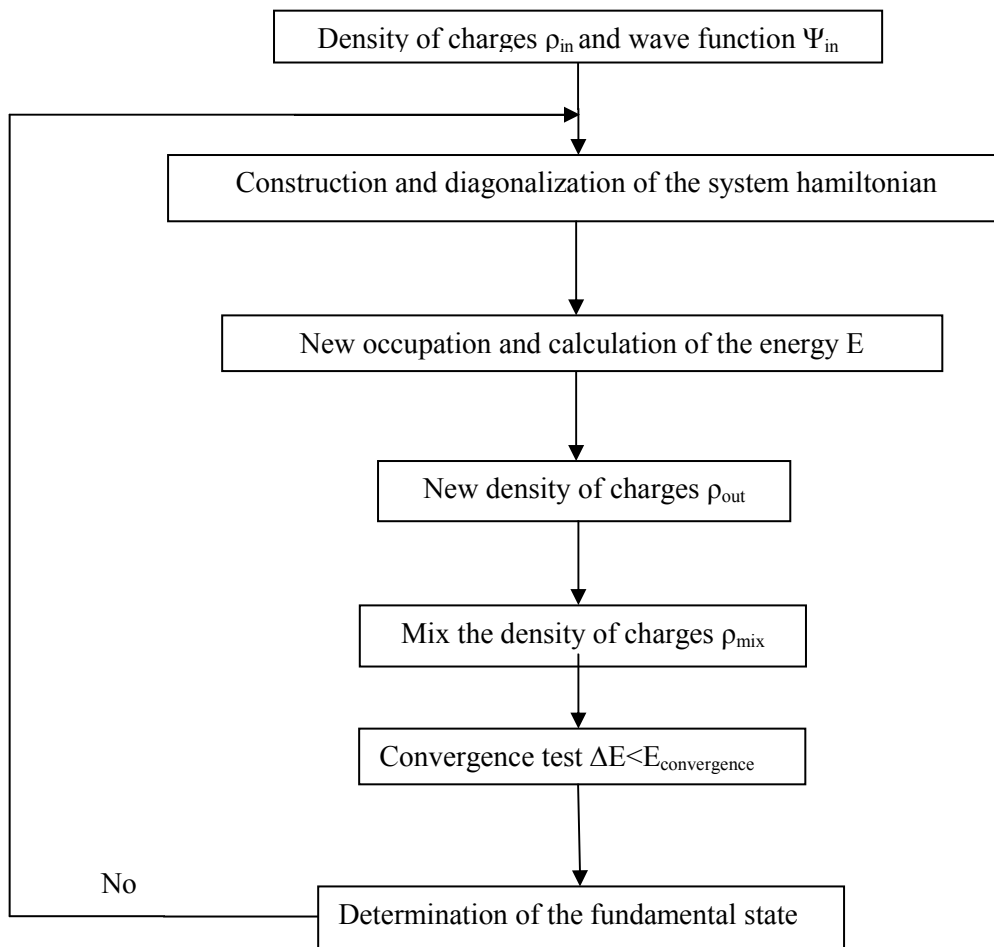 Density of charges ρin and wave function Ψin
Construction and diagonalization of the system hamiltonian
New occupation and calculation of the energy E
New density of charges ρout
Mix the density of charges ρmix
Convergence test ΔE<Econvergence
No
Determination of the fundamental state